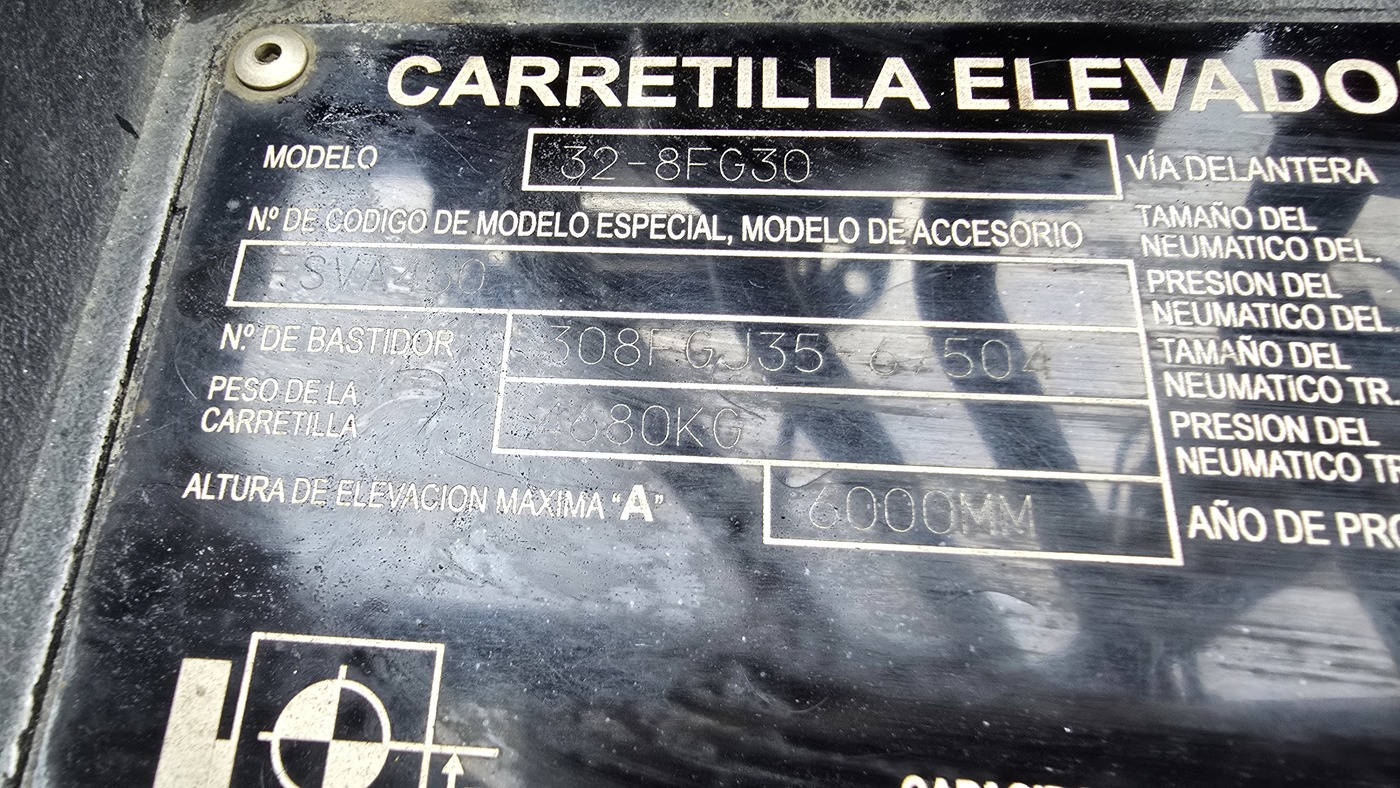 CARRETILLA ELEVADO
MODELO 32-8FG30
VÍA DELANTERA
Nº DE CODIGO DE MODELO ESPECIAL, MODELO DE ACCESORIO
TAMAÑO DEL
NEUMATICO DEL.
PRESION DEL
NEUMATICO DEL.
Nº DE BASTIDOR
TAMAÑO DEL
NEUMATICO TR.
PESO DE LA
CARRETILLA 4680KG
PRESION DEL
NEUMATICO TR
ALTURA DE ELEVACION MAXIMA "A" 6000MM
AÑO DE PRO